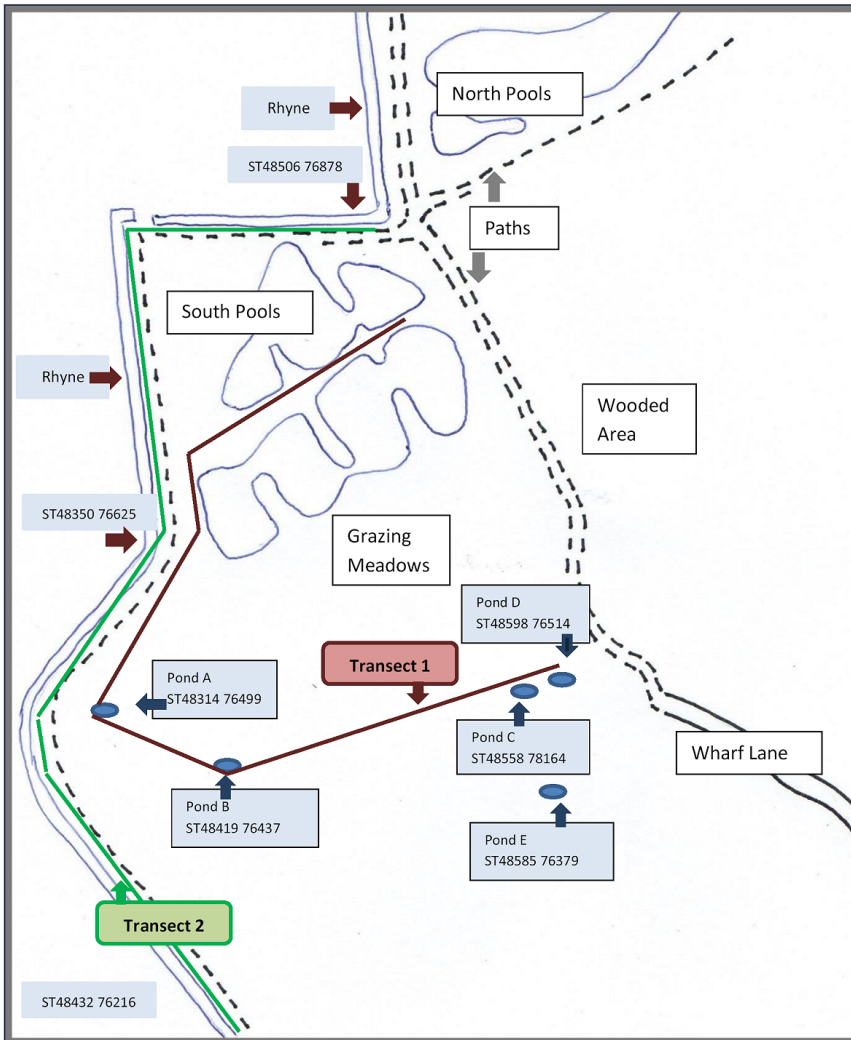 North Pools
Rhyne
ST48506 76878
Paths
South Pools
Rhyne
Wooded
Area
ST48350 76625
Grazing
Meadows
Pond D
ST48598 76514
Transect 1
Pond A
ST48314 76499
Pond C
ST48558 78164
Wharf Lane
Pond B
ST48419 76437
Pond E
ST48585 76379
Transect 2
ST48432 76216